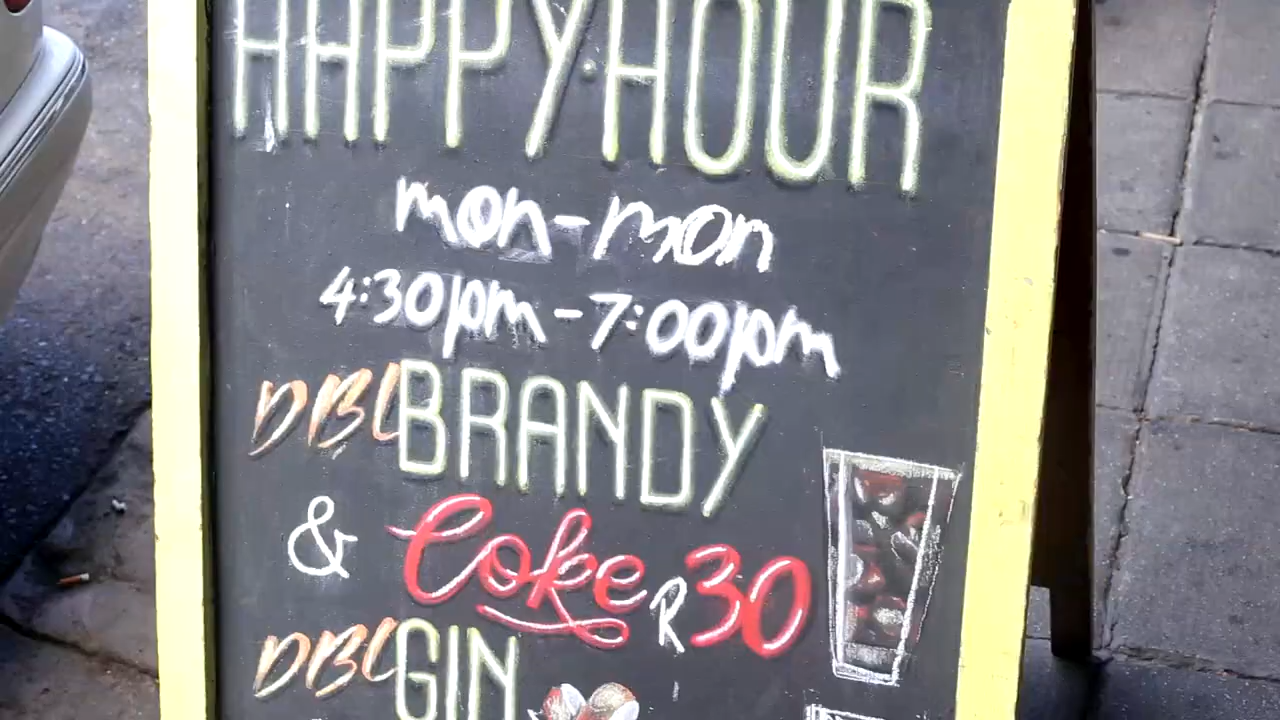 HAPPY·HOUR
mon-mon
4:30pm-7:00pm
DBL BRANDY
& Coke R30
DBL GIN